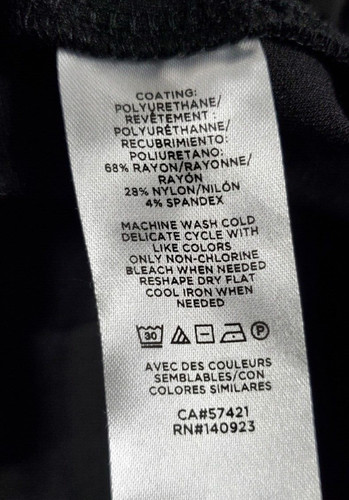 COATING:
POLYURETHANE/
REVÊTEMENT :
POLYURÉTHANNE/
RECUBRIMIENTO:
POLIURETANO:
68% RAYON/RAYONNE/
RAYÓN
28% NYLON/NILÓN
4% SPANDEX
MACHINE WASH COLD
DELICATE CYCLE WITH
LIKE COLORS
ONLY NON-CHLORINE
BLEACH WHEN NEEDED
RESHAPE DRY FLAT
COOL IRON WHEN
NEEDED
30 P
AVEC DES COULEURS
SEMBLABLES/CON
COLORES SIMILARES
CA#57421
RN#140923